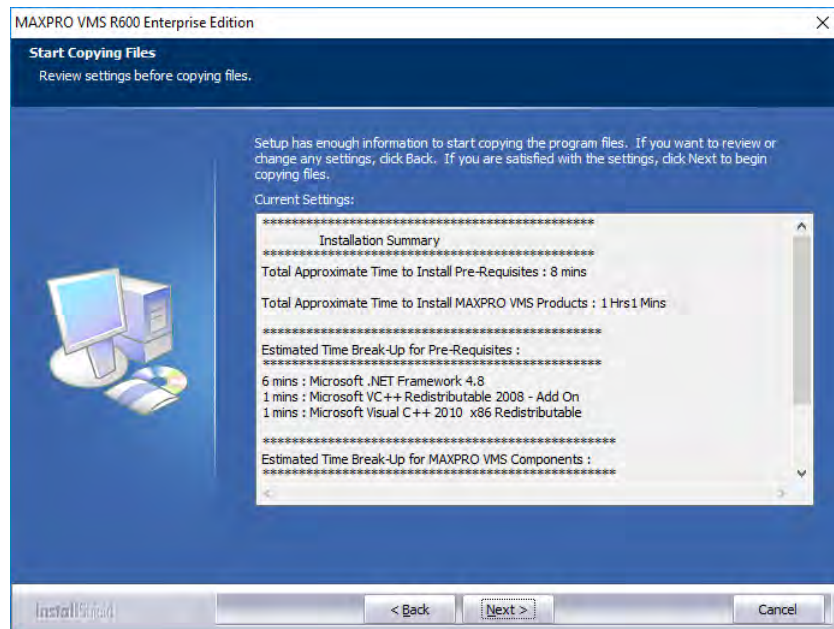 MAXPRO VMS R600 Enterprise Edition
Start Copying Files
Review settings before copying files.
Setup has enough information to start copying the program files. If you want to review or
change any settings, click Back. If you are satisfied with the settings, click Next to begin
copying files.
Current Settings:
*********************************************
Installation Summary
*********************************************
Total Approximate Time to Install Pre-Requisites : 8 mins
Total Approximate Time to Install MAXPRO VMS Products : 1 Hrs1 Mins
**********************************************
Estimated Time Break-Up for Pre-Requisites :
**********************************************
6 mins : Microsoft .NET Framework 4.8
1 mins : Microsoft VC++ Redistributable 2008 - Add On
1 mins : Microsoft Visual C++ 2010 x86 Redistributable
************************************************
Estimated Time Break-Up for MAXPRO VMS Components :
************************************************
InstallShield
< Back
Next >
Cancel